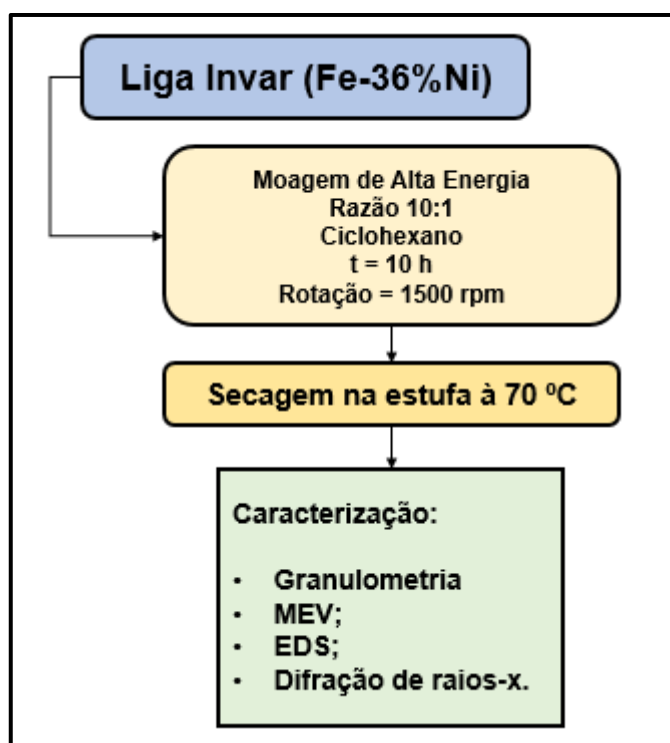 Liga Invar (Fe-36%Ni)
Moagem de Alta Energia
Razão 10:1
Ciclohexano
t = 10 h
Rotação = 1500 rpm
Secagem na estufa à 70 ºC
Caracterização:
• Granulometria
• MEV;
• EDS;
• Difração de raios-x.